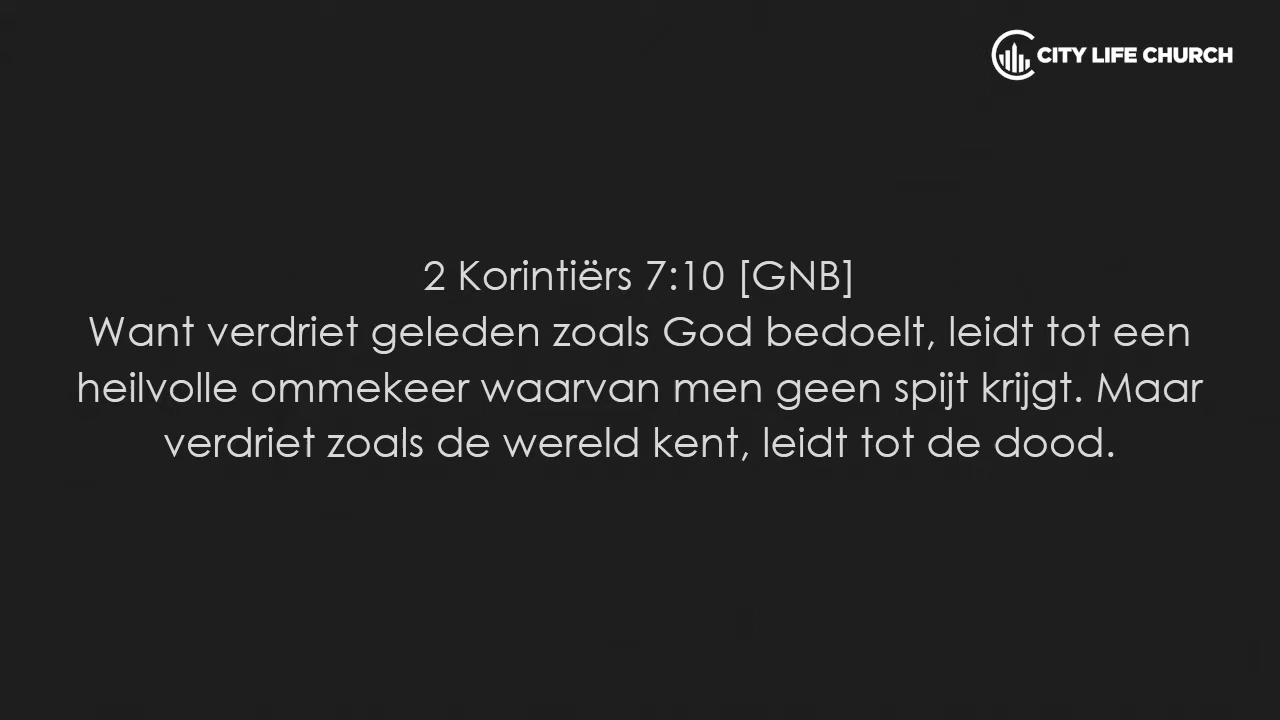 CITY LIFE CHURCH
2 Korintiërs 7:10 [GNB]
Want verdriet geleden zoals God bedoelt, leidt tot een
heilvolle ommekeer waarvan men geen spijt krijgt. Maar
verdriet zoals de wereld kent, leidt tot de dood.